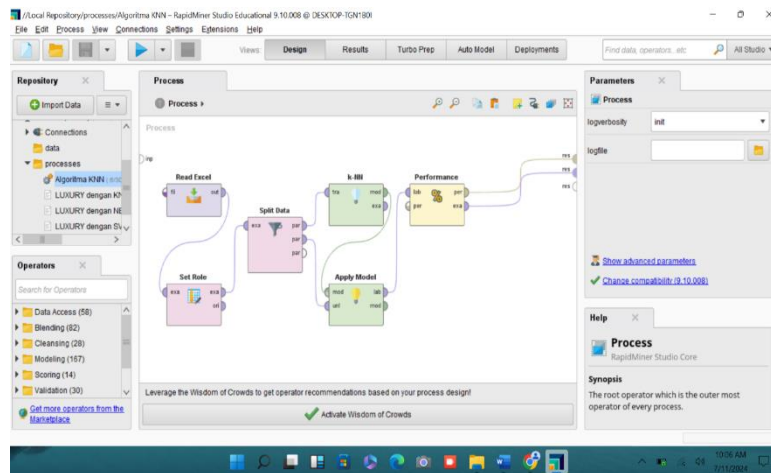 //Local Repository/processes/Algoritma KNN – RapidMiner Studio Educational 9.10.008 @ DESKTOP-TGN180I
File Edit Process View Connections Settings Extensions Help
Views: Design Results Turbo Prep Auto Model Deployments
Find data, operators...etc All Studio
Repository
Import Data
Connections
data
processes
Algoritma KNN
LUXURY dengan KN
LUXURY dengan NE
LUXURY dengan SV
Operators
Search for Operators
Data Access (58)
Blending (82)
Cleansing (28)
Modeling (167)
Scoring (14)
Validation (30)
Get more operators from the
Marketplace
Process
Process
Process
inp
res
res
res
Read Excel
fil out
Split Data
exa par
par
par
k-NN
tra mod
exa
Performance
lab per
per exa
Set Role
exa exa
ori
Apply Model
mod lab
unl mod
Leverage the Wisdom of Crowds to get operator recommendations based on your process design!
Activate Wisdom of Crowds
Parameters
Process
logverbosity init
logfile
Show advanced parameters
Change compatibility (9.10.008)
Help
Process
RapidMiner Studio Core
Synopsis
The root operator which is the outer most
operator of every process.
10:06 AM
7/11/2024